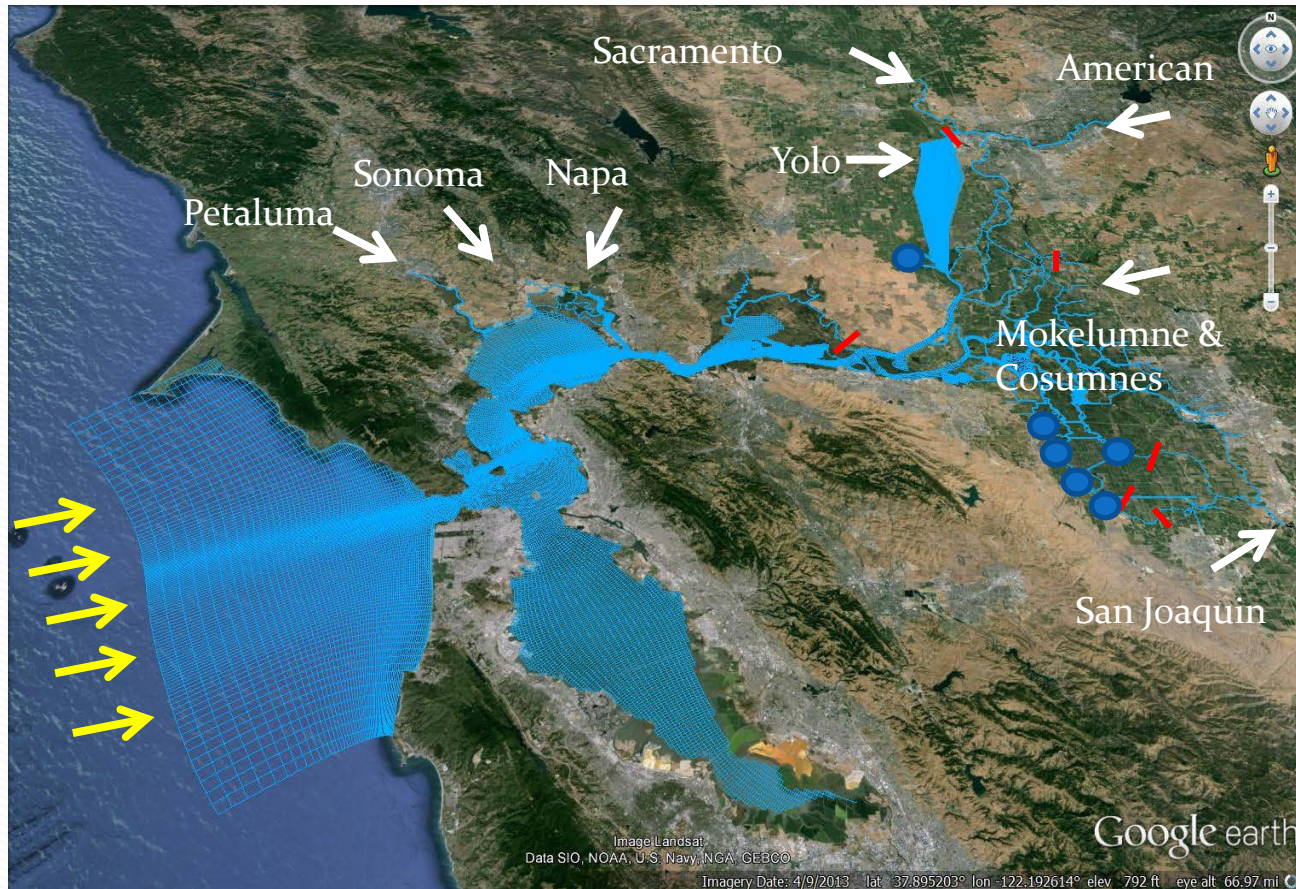 Sacramento
American
Yolo
Sonoma
Napa
Petaluma
Mokelumne &
Cosumnes
San Joaquin
N
Image Landsat
Data SIO, NOAA, U.S. Navy, NGA, GEBCO
Google earth
Imagery Date: 4/9/2013 lat 37.895203° lon -122.192614° elev 792 ft eye alt 66.97 mi